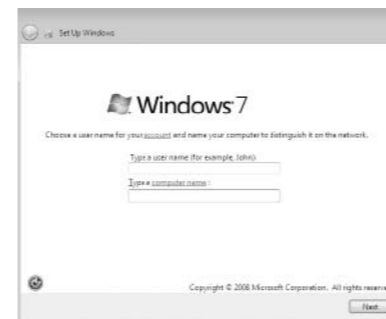 Set Up Windows
Windows 7
Choose a user name for your account and name your computer to distinguish it on the network.
Type a user name (for example, John):
Type a computer name :
Copyright © 2008 Microsoft Corporation. All rights reserve
Next